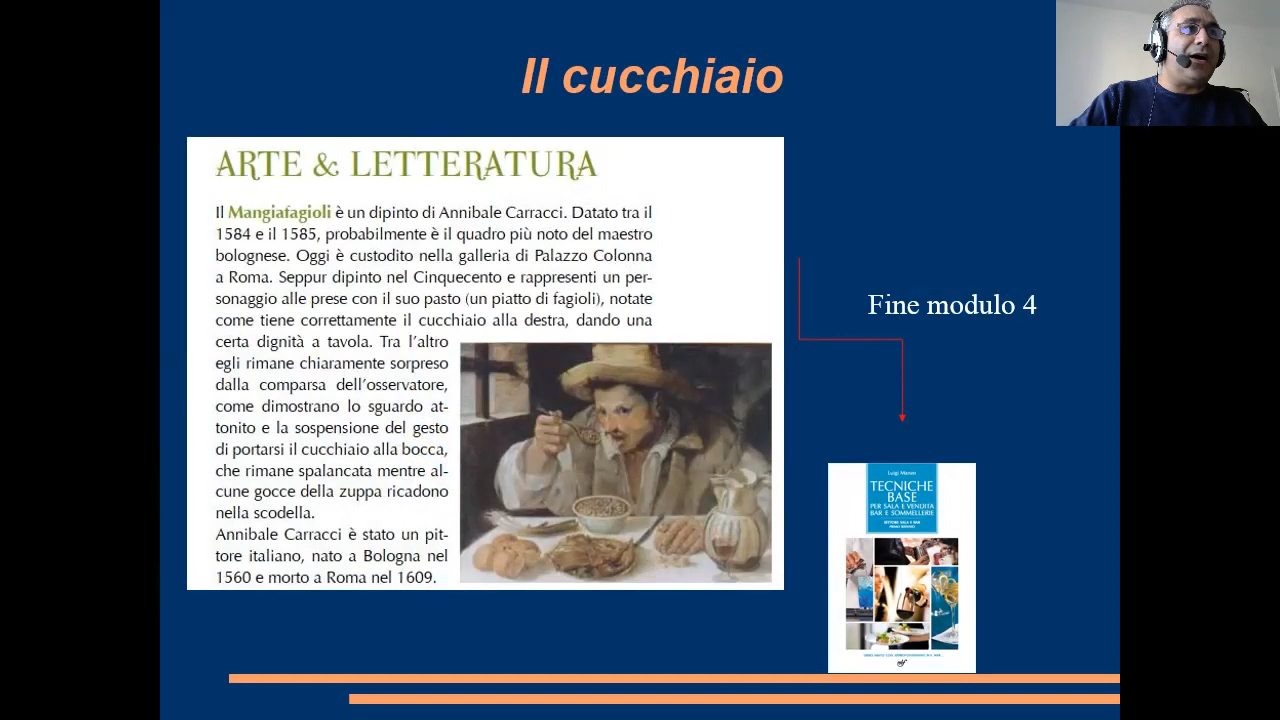 Il cucchiaio
ARTE & LETTERATURA
Il Mangiafagioli è un dipinto di Annibale Carracci. Datato tra il
1584 e il 1585, probabilmente è il quadro più noto del maestro
bolognese. Oggi è custodito nella galleria di Palazzo Colonna
a Roma. Seppur dipinto nel Cinquecento e rappresenti un per-
sonaggio alle prese con il suo pasto (un piatto di fagioli), notate
come tiene correttamente il cucchiaio alla destra, dando una
certa dignità a tavola. Tra l'altro
egli rimane chiaramente sorpreso
dalla comparsa dell'osservatore,
come dimostrano lo sguardo at-
tonito e la sospensione del gesto
di portarsi il cucchiaio alla bocca,
che rimane spalancata mentre al-
cune gocce della zuppa ricadono
nella scodella.
Annibale Carracci è stato un pit-
tore italiano, nato a Bologna nel
1560 e morto a Roma nel 1609.
Fine modulo 4
Luigi Manzo
TECNICHE
BASE
PER SALA E VENDITA
BAR E SOMMELLERIE
SETTORE SALA E BAR
PRIMO BIENNIO